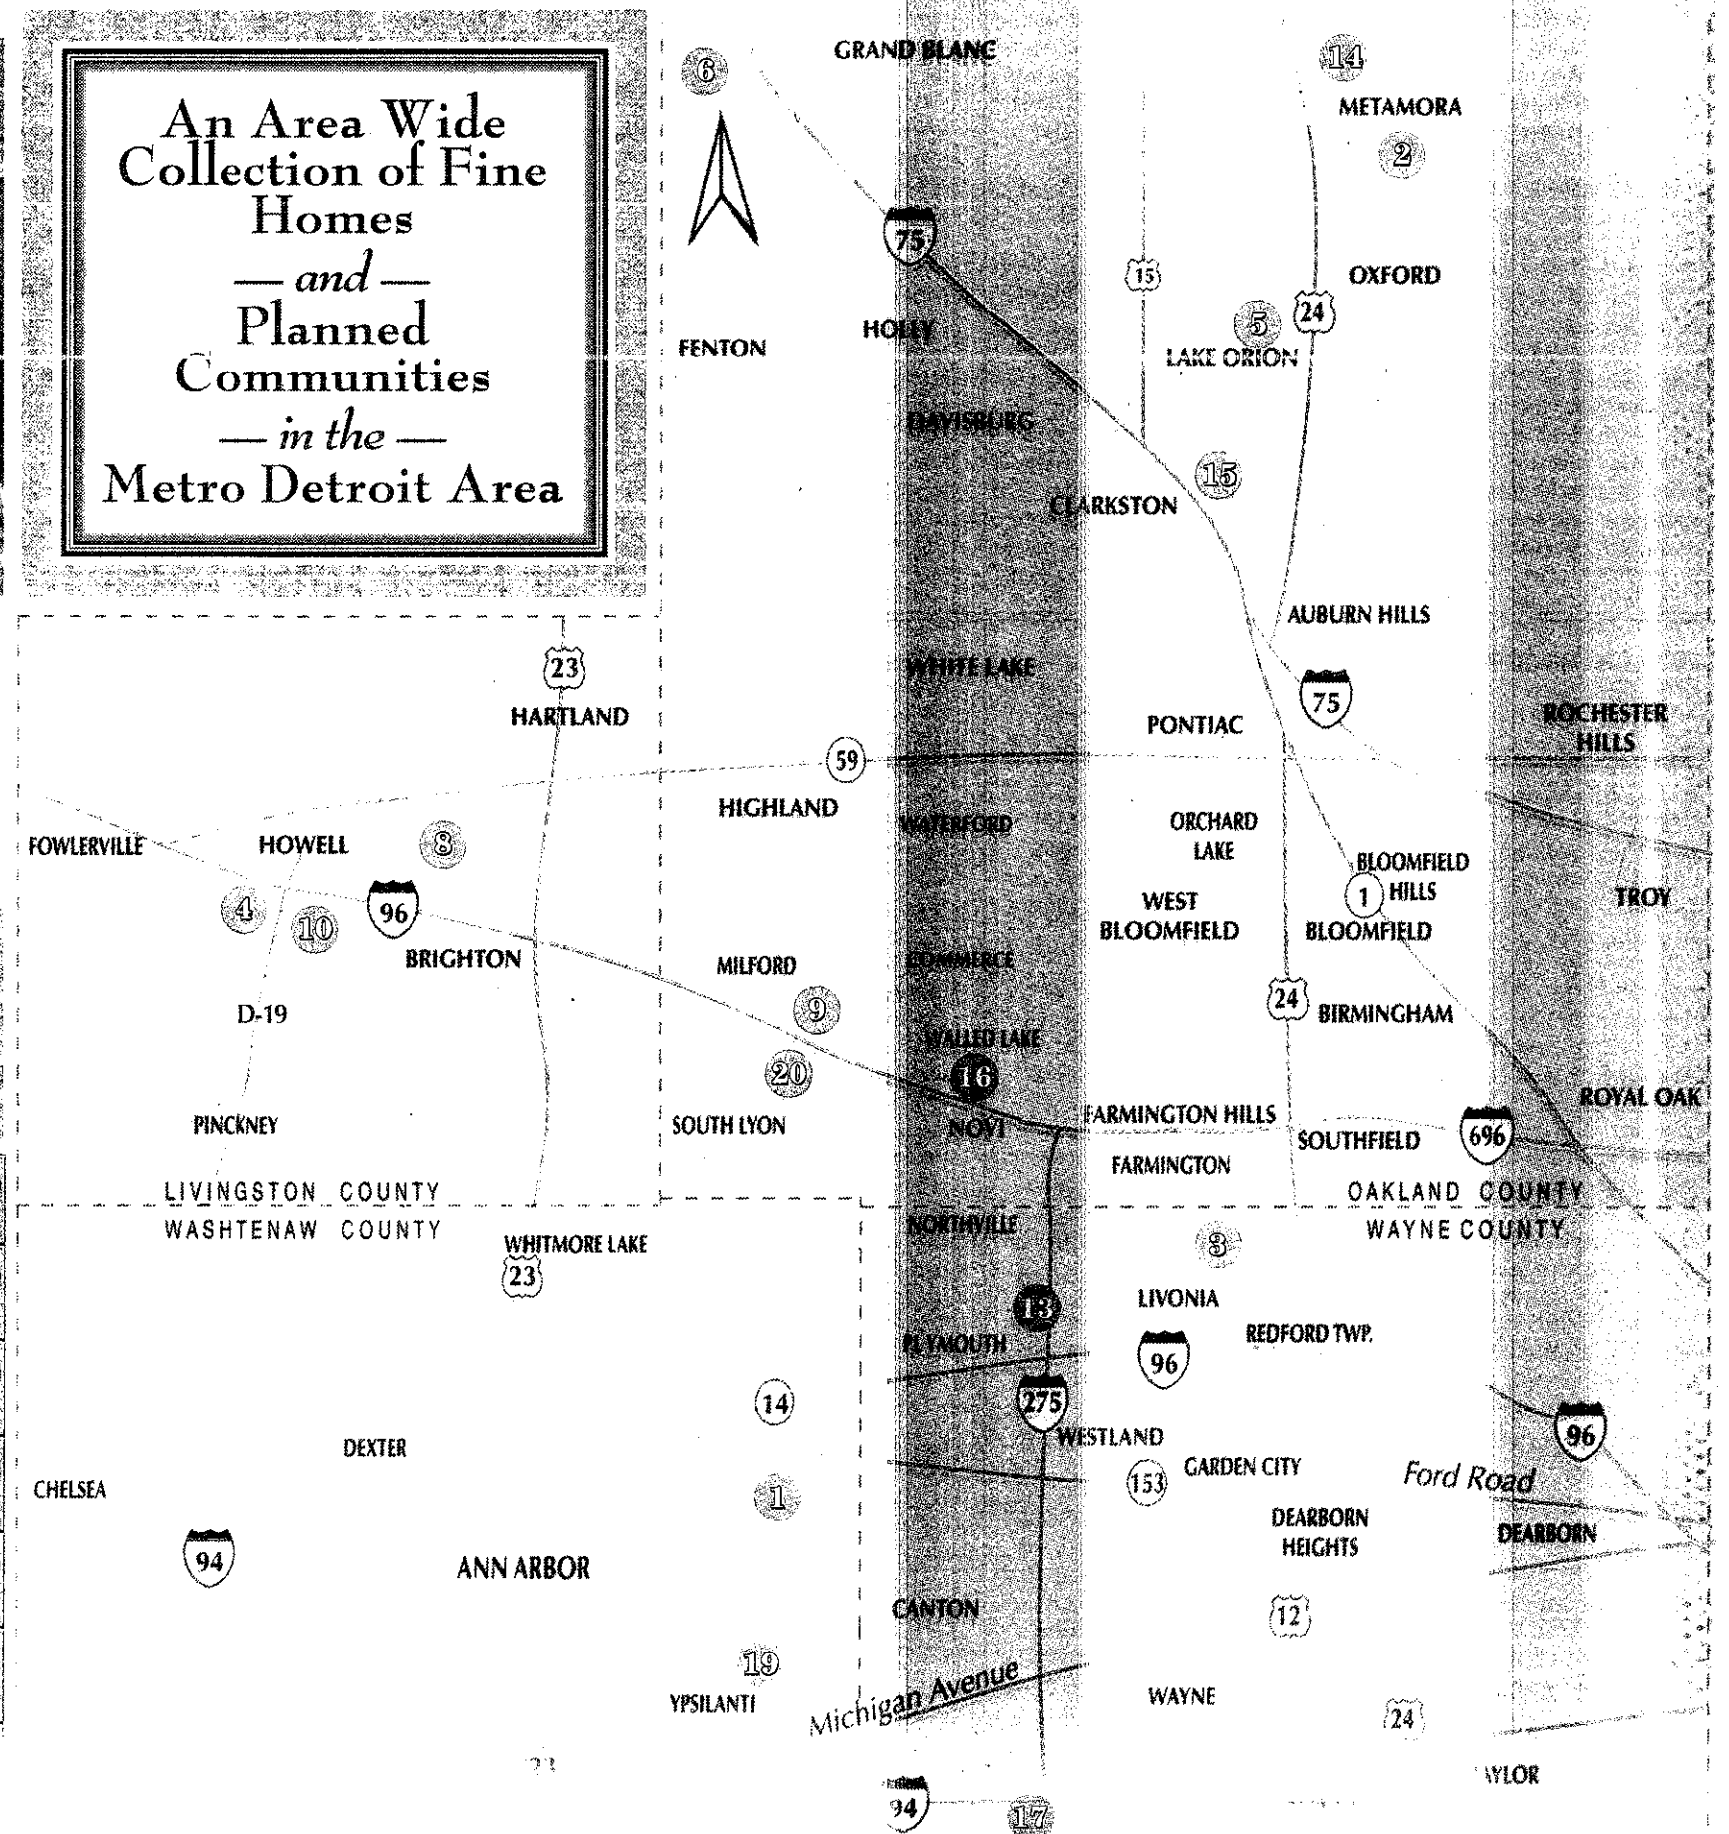 An Area Wide
Collection of Fine
Homes
— and —
Planned
Communities
— in the —
Metro Detroit Area
GRAND BLANC
6
14
METAMORA
2
75
15
OXFORD
5
24
HOLLY
FENTON
LAKE ORION
DAVISBURG
15
CLARKSTON
AUBURN HILLS
23
WHITE LAKE
75
HARTLAND
PONTIAC
ROCHESTER
HILLS
59
HIGHLAND
WATERFORD
ORCHARD
LAKE
FOWLERVILLE
HOWELL
8
BLOOMFIELD
HILLS
1
4
10
96
WEST
BLOOMFIELD
BLOOMFIELD
TROY
BRIGHTON
MILFORD
COMMERCE
9
24
D-19
BIRMINGHAM
WALLED LAKE
20
16
ROYAL OAK
PINCKNEY
SOUTH LYON
NOVI
FARMINGTON HILLS
SOUTHFIELD
696
FARMINGTON
LIVINGSTON COUNTY
OAKLAND COUNTY
WASHTENAW COUNTY
NORTHVILLE
WAYNE COUNTY
WHITMORE LAKE
23
3
13
LIVONIA
PLYMOUTH
REDFORD TWP.
96
14
275
WESTLAND
96
DEXTER
GARDEN CITY
Ford Road
153
CHELSEA
1
DEARBORN
HEIGHTS
DEARBORN
94
ANN ARBOR
CANTON
12
19
YPSILANTI
Michigan Avenue
WAYNE
24
94
17